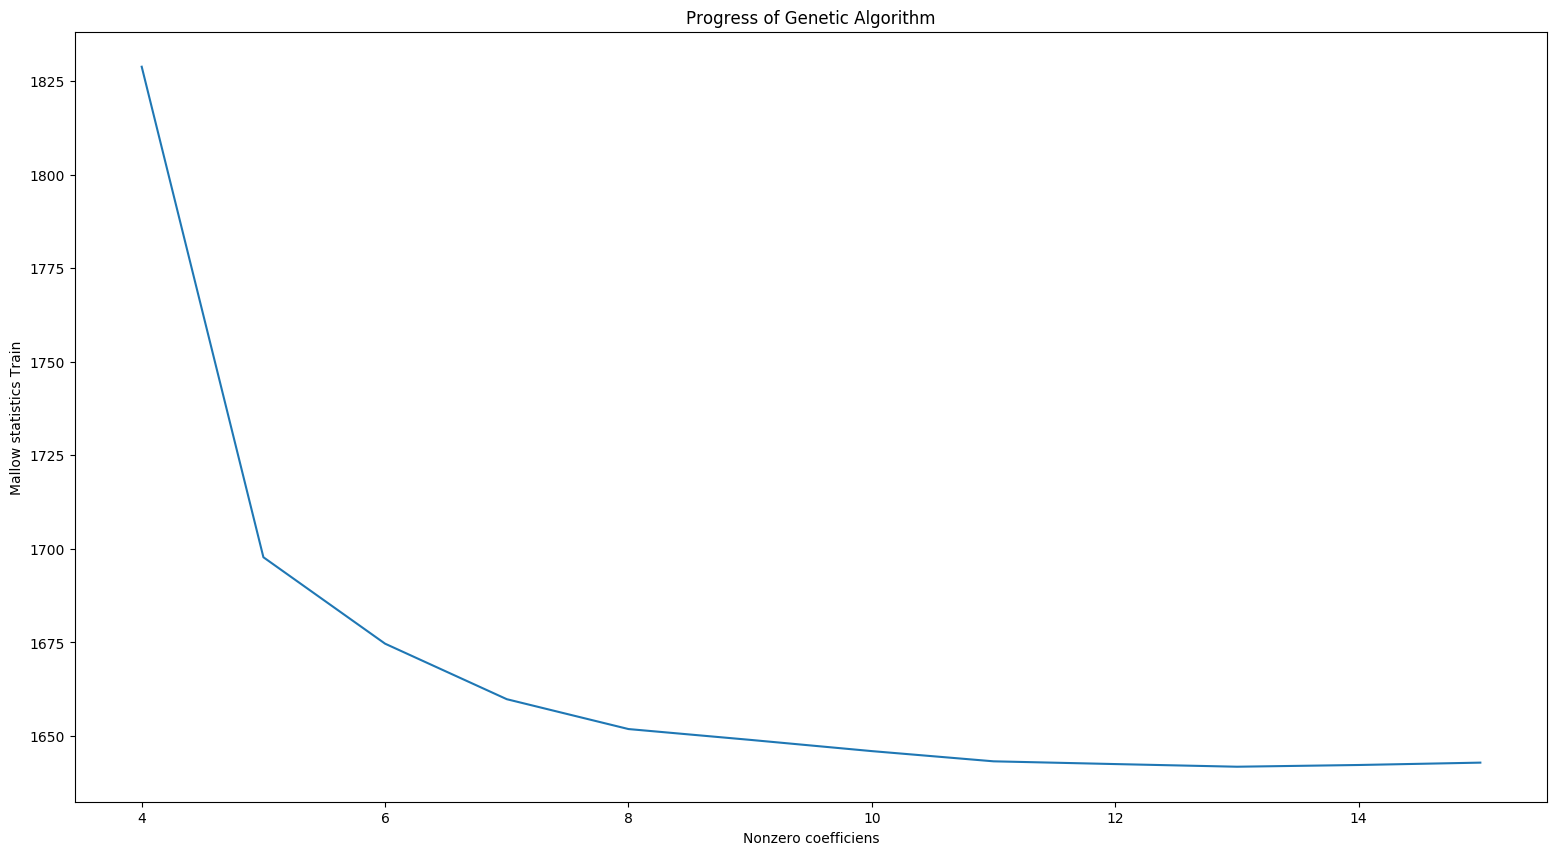 Progress of Genetic Algorithm
Mallow statistics Train
1825
1800
1775
1750
1725
1700
1675
1650
4 6 8 10 12 14
Nonzero coefficiens